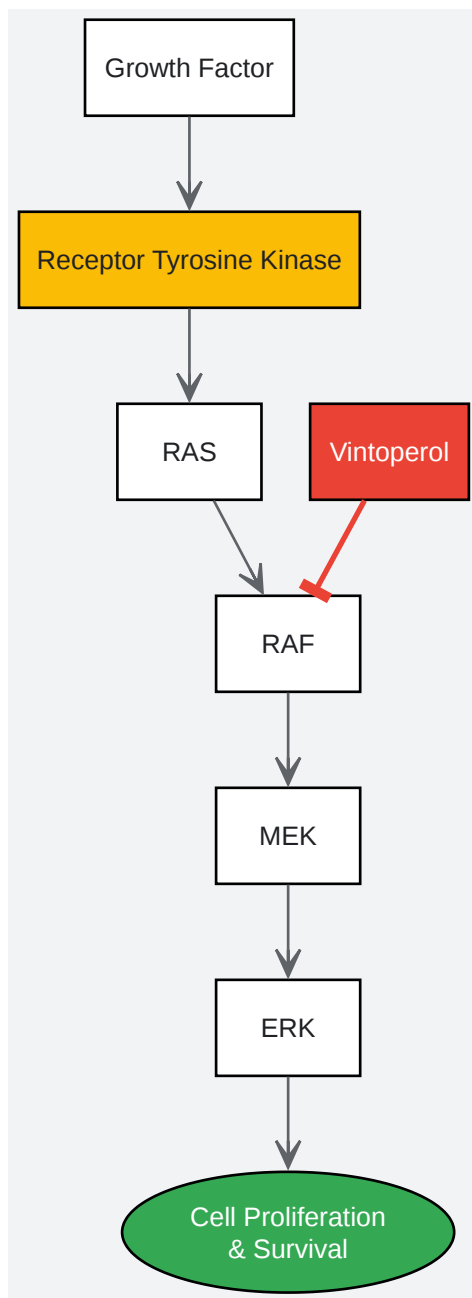 Growth Factor
Receptor Tyrosine Kinase
RAS
Vintoperol
RAF
MEK
ERK
Cell Proliferation
& Survival